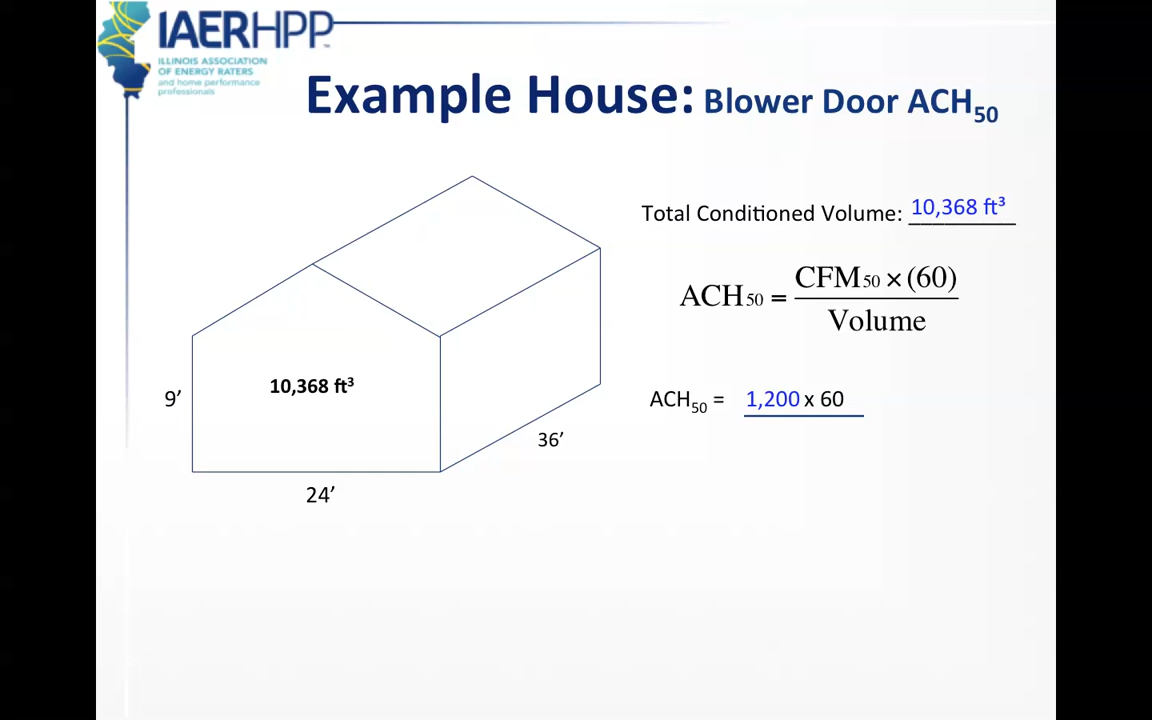 IAERHPP™
ILLINOIS ASSOCIATION
OF ENERGY RATERS
and home performance
professionals
Example House: Blower Door ACH₅₀
Total Conditioned Volume: 10,368 ft³
ACH₅₀ = CFM₅₀ × (60)
Volume
10,368 ft³
9’
ACH₅₀ = 1,200 x 60
36’
24’